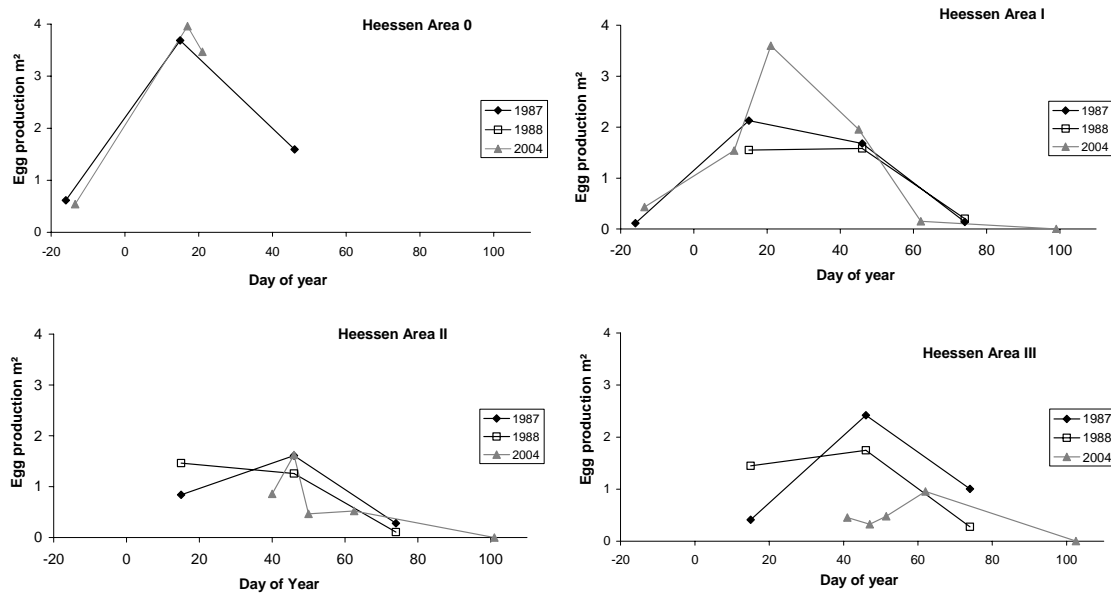 Heessen Area 0
Egg production m²
4
3
2
1
0
-20 0 20 40 60 80 100
Day of year
1987
1988
2004
Heessen Area I
Egg production m²
4
3
2
1
0
-20 0 20 40 60 80 100
Day of year
1987
1988
2004
Heessen Area II
Egg production m²
4
3
2
1
0
-20 0 20 40 60 80 100
Day of Year
1987
1988
2004
Heessen Area III
Egg production m²
4
3
2
1
0
-20 0 20 40 60 80 100
Day of year
1987
1988
2004